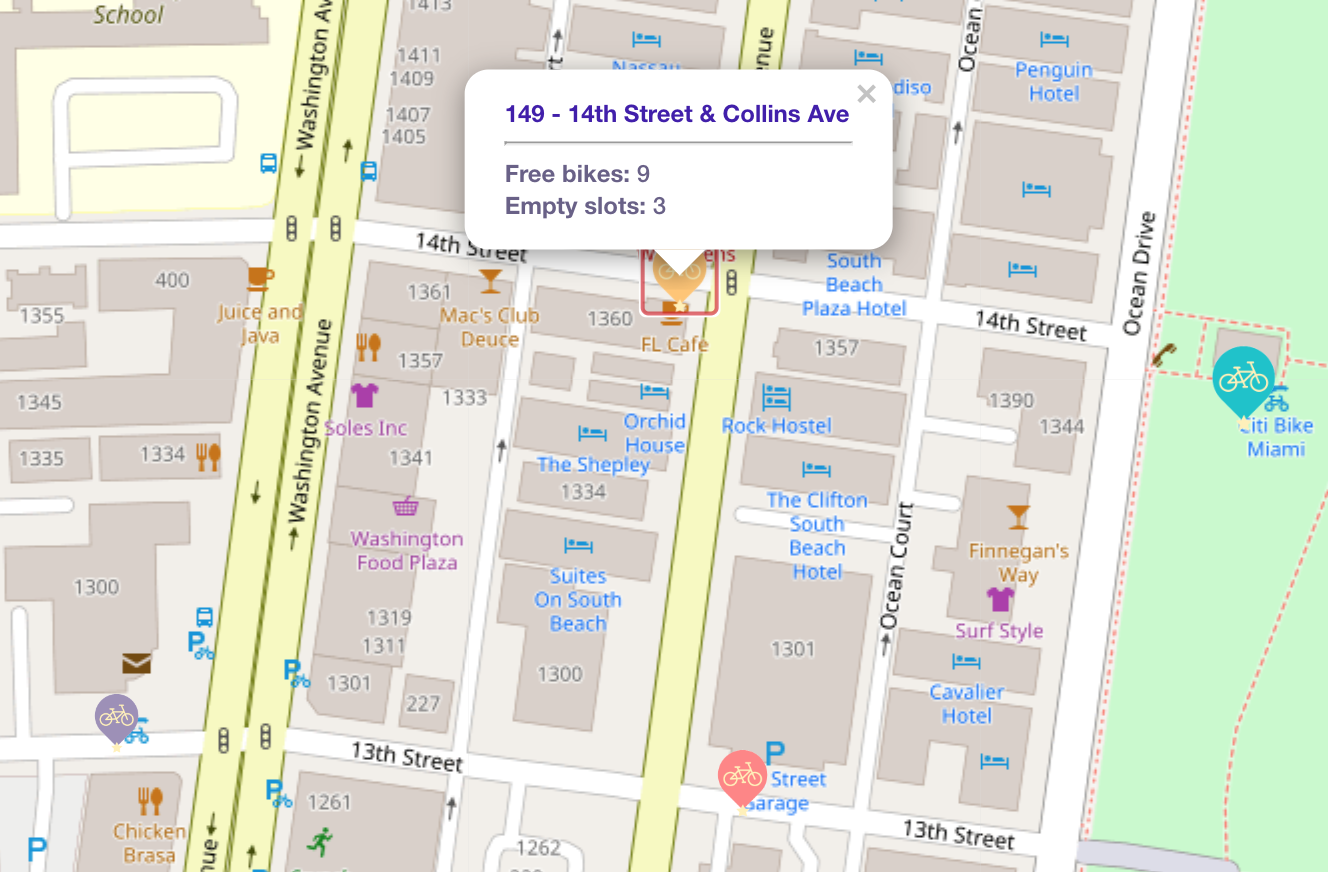 School
Washington Av
1413
1411
1409
1407
1405
Nassau
enue
Ocean
Penguin
Hotel
diso
149 - 14th Street & Collins Ave
×
Free bikes: 9
Empty slots: 3
14th Street
South
Beach
Plaza Hotel
Ocean Drive
14th Street
400
1355
Juice and
Java
1361
Mac's Club
Deuce
1360
FL Cafe
1357
1357
1333
Washington Avenue
1345
Soles Inc
Orchid
House
Rock Hostel
1390
1344
Citi Bike
Miami
1335
1334
1341
The Shepley
1334
The Clifton
South
Beach
Hotel
Ocean Court
Finnegan's
Way
Washington
Food Plaza
Suites
On South
Beach
1300
1319
1311
Surf Style
1301
1301
227
1300
Cavalier
Hotel
P
P
P
13th Street
Street
Garage
13th Street
P
1261
Chicken
Brasa
P
nue
1262